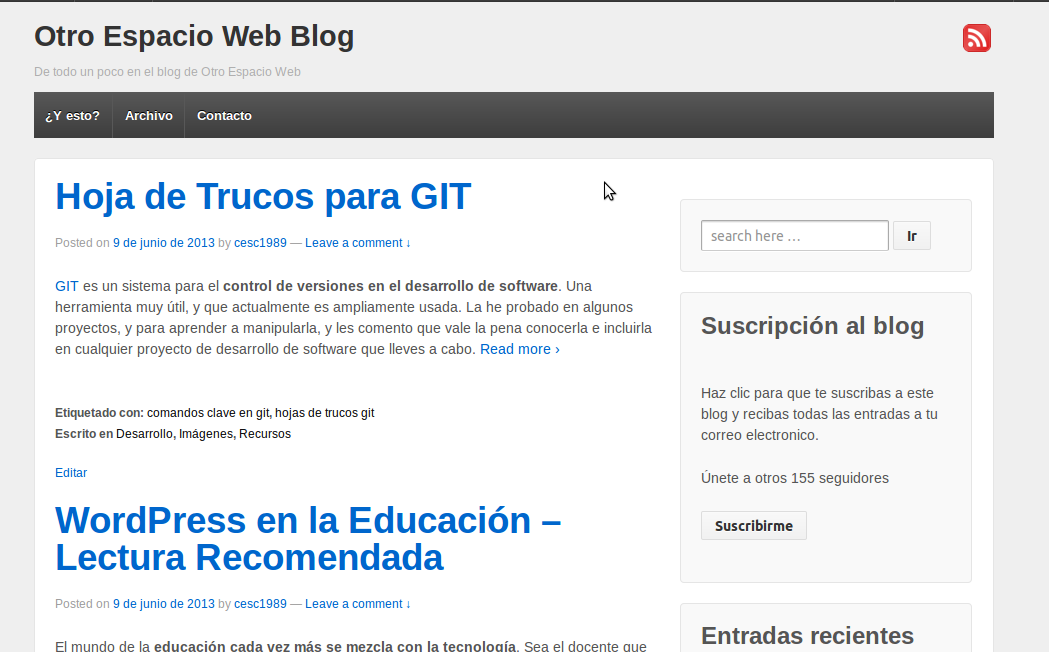 Otro Espacio Web Blog
De todo un poco en el blog de Otro Espacio Web
¿Y esto? Archivo Contacto
Hoja de Trucos para GIT
Posted on 9 de junio de 2013 by cesc1989 — Leave a comment ↓
GIT es un sistema para el control de versiones en el desarrollo de software. Una
herramienta muy útil, y que actualmente es ampliamente usada. La he probado en algunos
proyectos, y para aprender a manipularla, y les comento que vale la pena conocerla e incluirla
en cualquier proyecto de desarrollo de software que lleves a cabo. Read more ›
Etiquetado con: comandos clave en git, hojas de trucos git
Escrito en Desarrollo, Imágenes, Recursos
Editar
WordPress en la Educación –
Lectura Recomendada
Posted on 9 de junio de 2013 by cesc1989 — Leave a comment ↓
El mundo de la educación cada vez más se mezcla con la tecnología. Sea el docente que
search here … Ir
Suscripción al blog
Haz clic para que te suscribas a este
blog y recibas todas las entradas a tu
correo electronico.
Únete a otros 155 seguidores
Suscribirme
Entradas recientes